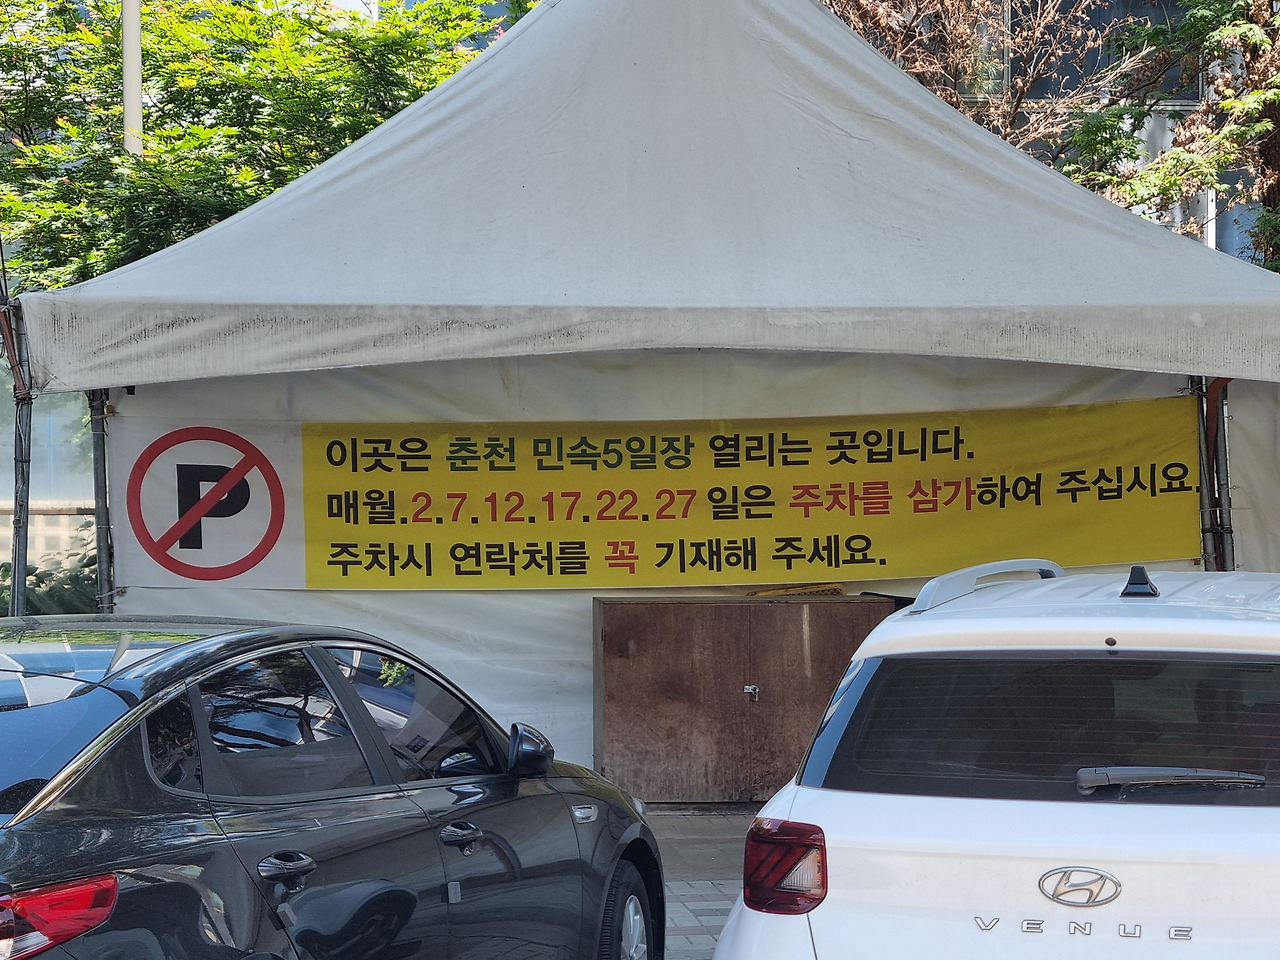 P
이곳은 춘천 민속5일장 열리는 곳입니다.
매월.2.7.12.17.22.27 일은 주차를 삼가하여 주십시요.
주차시 연락처를 꼭 기재해 주세요.
VENUE